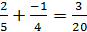 2/5 + -1/4 = 3/20